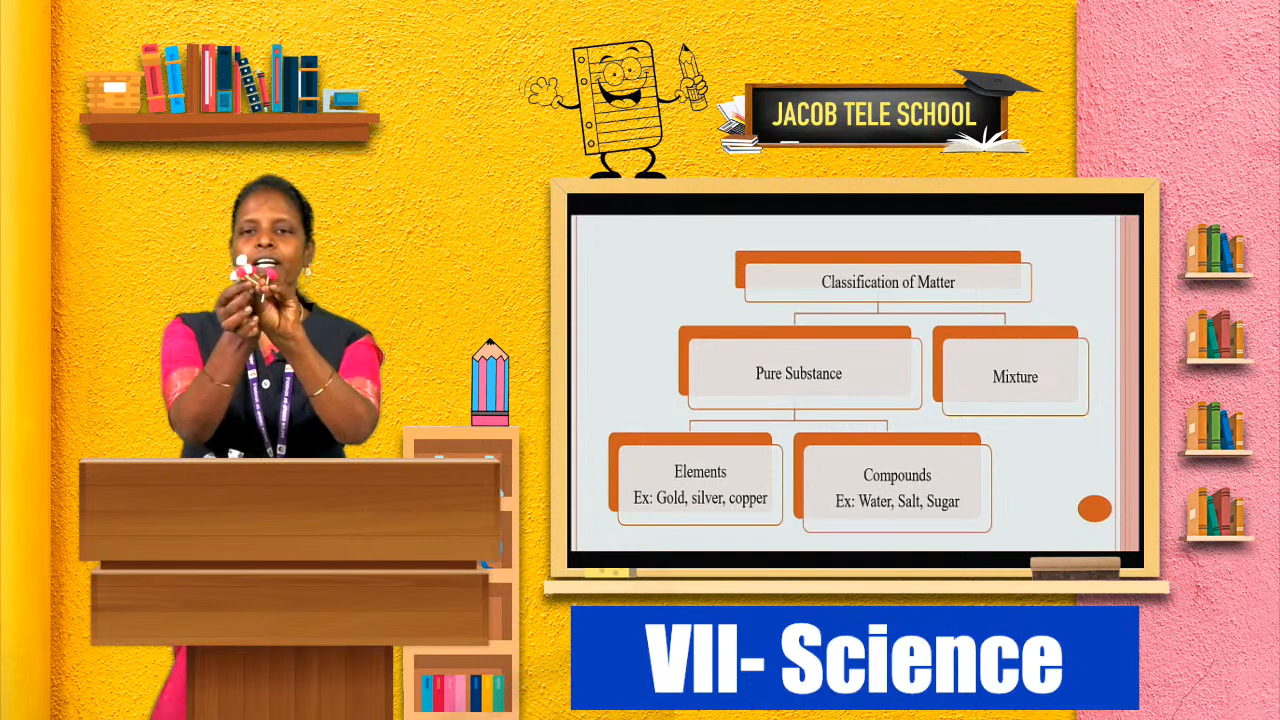 JACOB TELE SCHOOL
Classification of Matter
Pure Substance
Mixture
Elements
Ex: Gold, silver, copper
Compounds
Ex: Water, Salt, Sugar
VII- Science